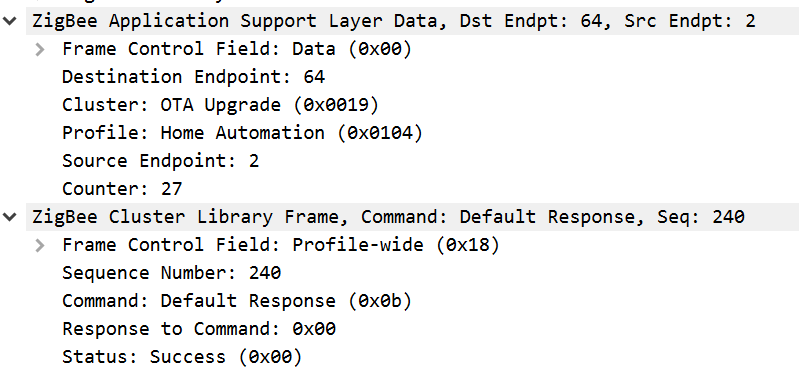 ZigBee Application Support Layer Data, Dst Endpt: 64, Src Endpt: 2
Frame Control Field: Data (0x00)
Destination Endpoint: 64
Cluster: OTA Upgrade (0x0019)
Profile: Home Automation (0x0104)
Source Endpoint: 2
Counter: 27
ZigBee Cluster Library Frame, Command: Default Response, Seq: 240
Frame Control Field: Profile-wide (0x18)
Sequence Number: 240
Command: Default Response (0x0b)
Response to Command: 0x00
Status: Success (0x00)